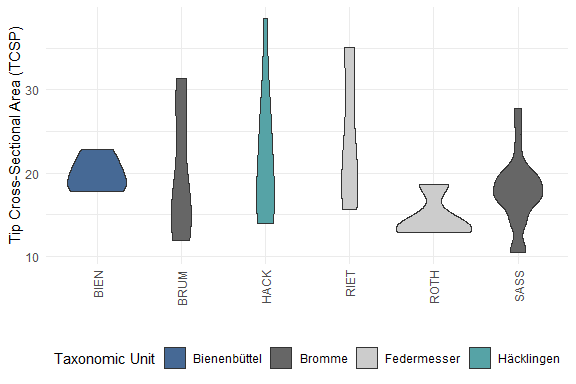 Tip Cross-Sectional Area (TCSP)
30
20
10
BIEN
BRUM
HACK
RIET
ROTH
SASS
Taxonomic Unit Bienenbüttel Bromme Federmesser Häcklingen